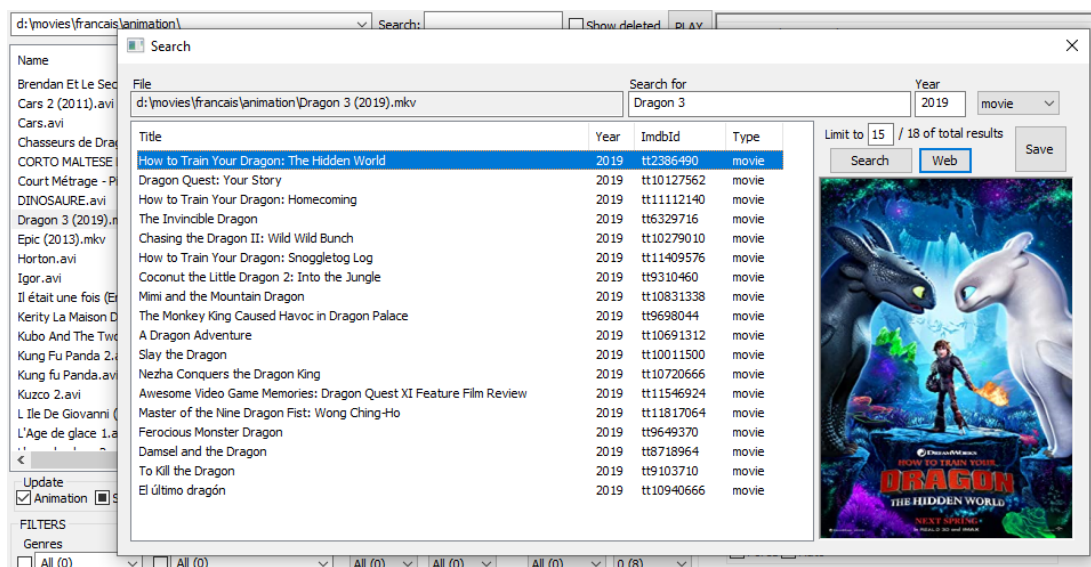 d:\movies\francais\animation\ Search: Show deleted PLAY
Search
Name
Brendan Et Le Sec
Cars 2 (2011).avi
Cars.avi
Chasseurs de Drag
CORTO MALTESE
Court Métrage - Pi
DINOSAURE.avi
Dragon 3 (2019).m
Epic (2013).mkv
Horton.avi
Igor.avi
Il était une fois (En
Kerity La Maison D
Kubo And The Two
Kung Fu Panda 2.a
Kung fu Panda.avi
Kuzco 2.avi
L Ile De Giovanni (
L'Age de glace 1.a
Update
Animation S
FILTERS
Genres
All (0) All (0) All (0) All (0) All (0) 0 (8)
File Search for Year
d:\movies\francais\animation\Dragon 3 (2019).mkv Dragon 3 2019 movie
Title Year ImdbId Type
How to Train Your Dragon: The Hidden World 2019 tt2386490 movie
Dragon Quest: Your Story 2019 tt10127562 movie
How to Train Your Dragon: Homecoming 2019 tt11112140 movie
The Invincible Dragon 2019 tt6329716 movie
Chasing the Dragon II: Wild Wild Bunch 2019 tt10279010 movie
How to Train Your Dragon: Snoggletog Log 2019 tt11409576 movie
Coconut the Little Dragon 2: Into the Jungle 2019 tt9310460 movie
Mimi and the Mountain Dragon 2019 tt10831338 movie
The Monkey King Caused Havoc in Dragon Palace 2019 tt9698044 movie
A Dragon Adventure 2019 tt10691312 movie
Slay the Dragon 2019 tt10011500 movie
Nezha Conquers the Dragon King 2019 tt10720666 movie
Awesome Video Game Memories: Dragon Quest XI Feature Film Review 2019 tt11546924 movie
Master of the Nine Dragon Fist: Wong Ching-Ho 2019 tt11817064 movie
Ferocious Monster Dragon 2019 tt9649370 movie
Damsel and the Dragon 2019 tt8718964 movie
To Kill the Dragon 2019 tt9103710 movie
El último dragón 2019 tt10940666 movie
Limit to 15 / 18 of total results
Search Web Save
DREAMWORKS
HOW TO TRAIN YOUR
DRAGON
THE HIDDEN WORLD
NEXT SPRING
IN REALD 3D AND IMAX